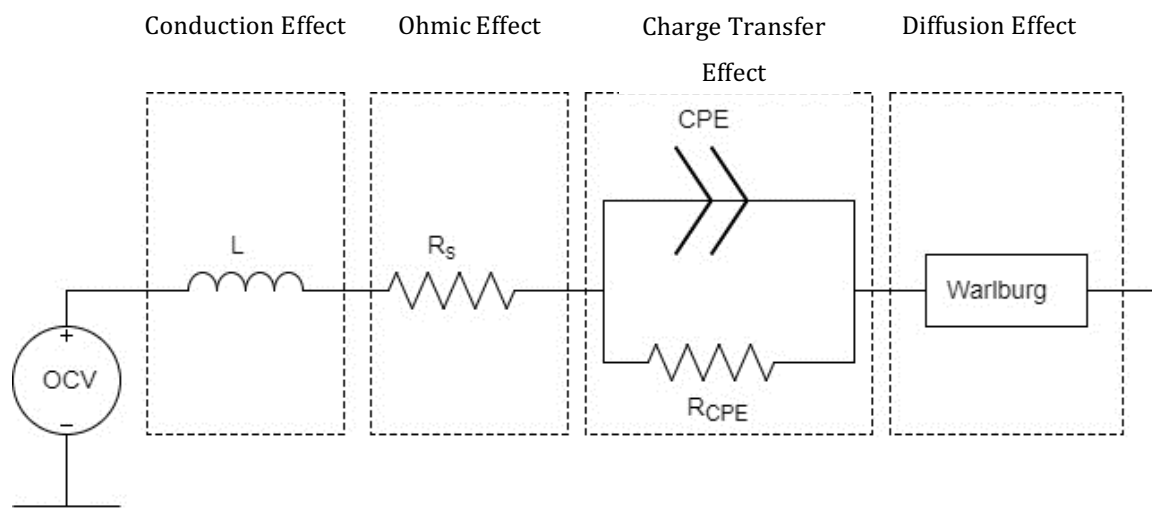 Conduction Effect
Ohmic Effect
Charge Transfer
Effect
Diffusion Effect
CPE
L
Rs
Warlburg
+
OCV
−
RCPE